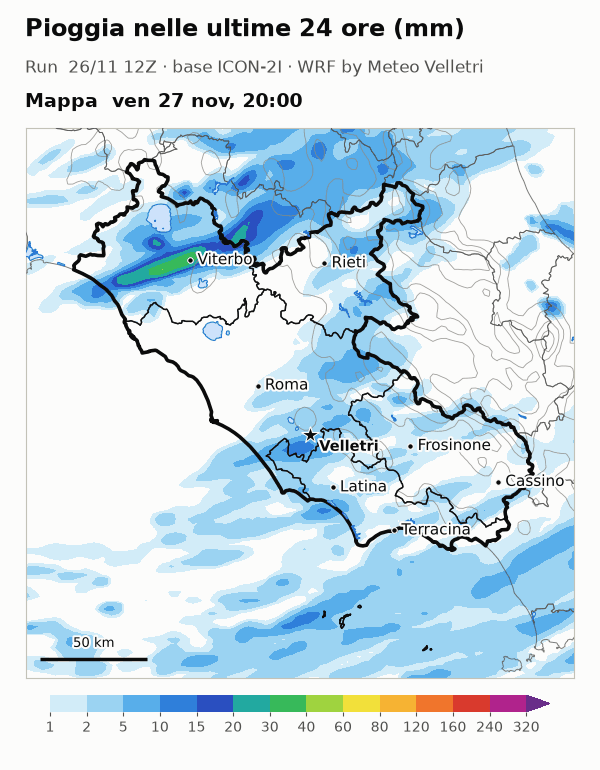 Pioggia nelle ultime 24 ore (mm)
Run 26/11 12Z · base ICON-2I · WRF by Meteo Velletri
Mappa ven 27 nov, 20:00
Viterbo
Rieti
Roma
Velletri
Frosinone
Latina
Cassino
Terracina
50 km
1 2 5 10 15 20 30 40 60 80 120 160 240 320